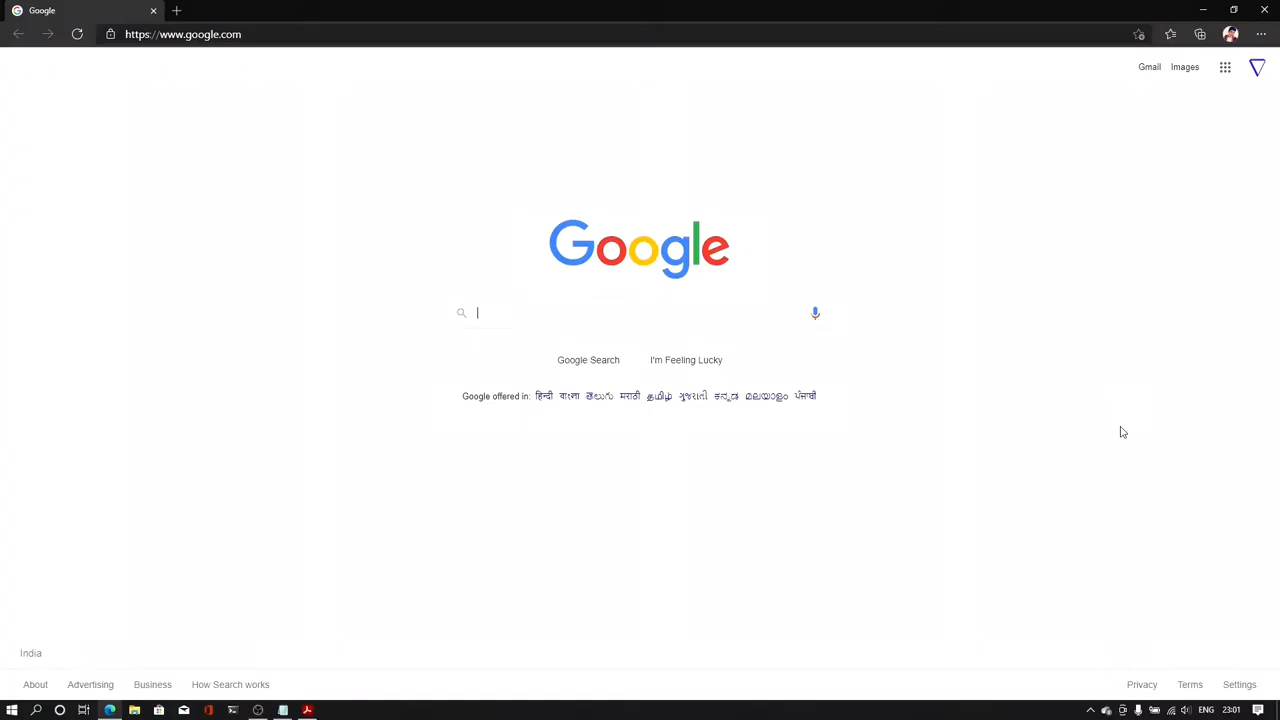 Google
https://www.google.com
Gmail Images
Google
Google Search I'm Feeling Lucky
Google offered in: हिन्दी বাংলা తెలుగు मराठी தமிழ் ગુજરાતી ಕನ್ನಡ മലയാളം ਪੰਜਾਬੀ
India
About Advertising Business How Search works
Privacy Terms Settings
ENG 23:01